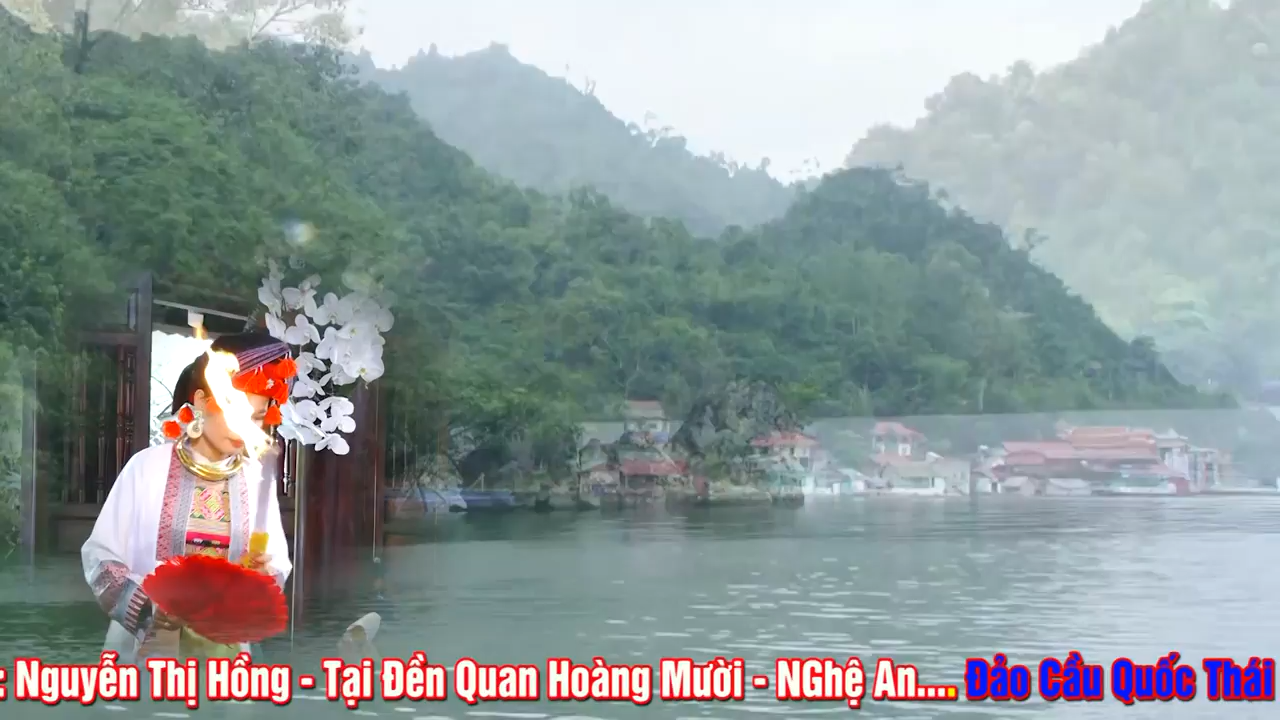 : Nguyễn Thị Hồng - Tại Đền Quan Hoàng Mười - NGhệ An.... Đảo Cầu Quốc Thái